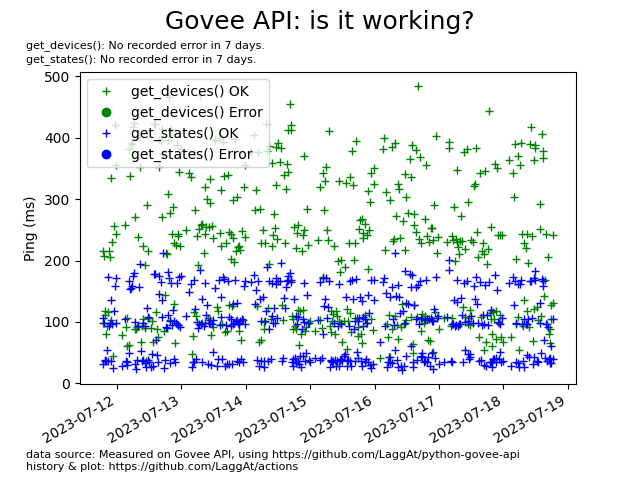 Govee API: is it working?
get_devices(): No recorded error in 7 days.
get_states(): No recorded error in 7 days.
get_devices() OK
get_devices() Error
get_states() OK
get_states() Error
Ping (ms)
500
400
300
200
100
0
2023-07-12
2023-07-13
2023-07-14
2023-07-15
2023-07-16
2023-07-17
2023-07-18
2023-07-19
data source: Measured on Govee API, using https://github.com/LaggAt/python-govee-api
history & plot: https://github.com/LaggAt/actions